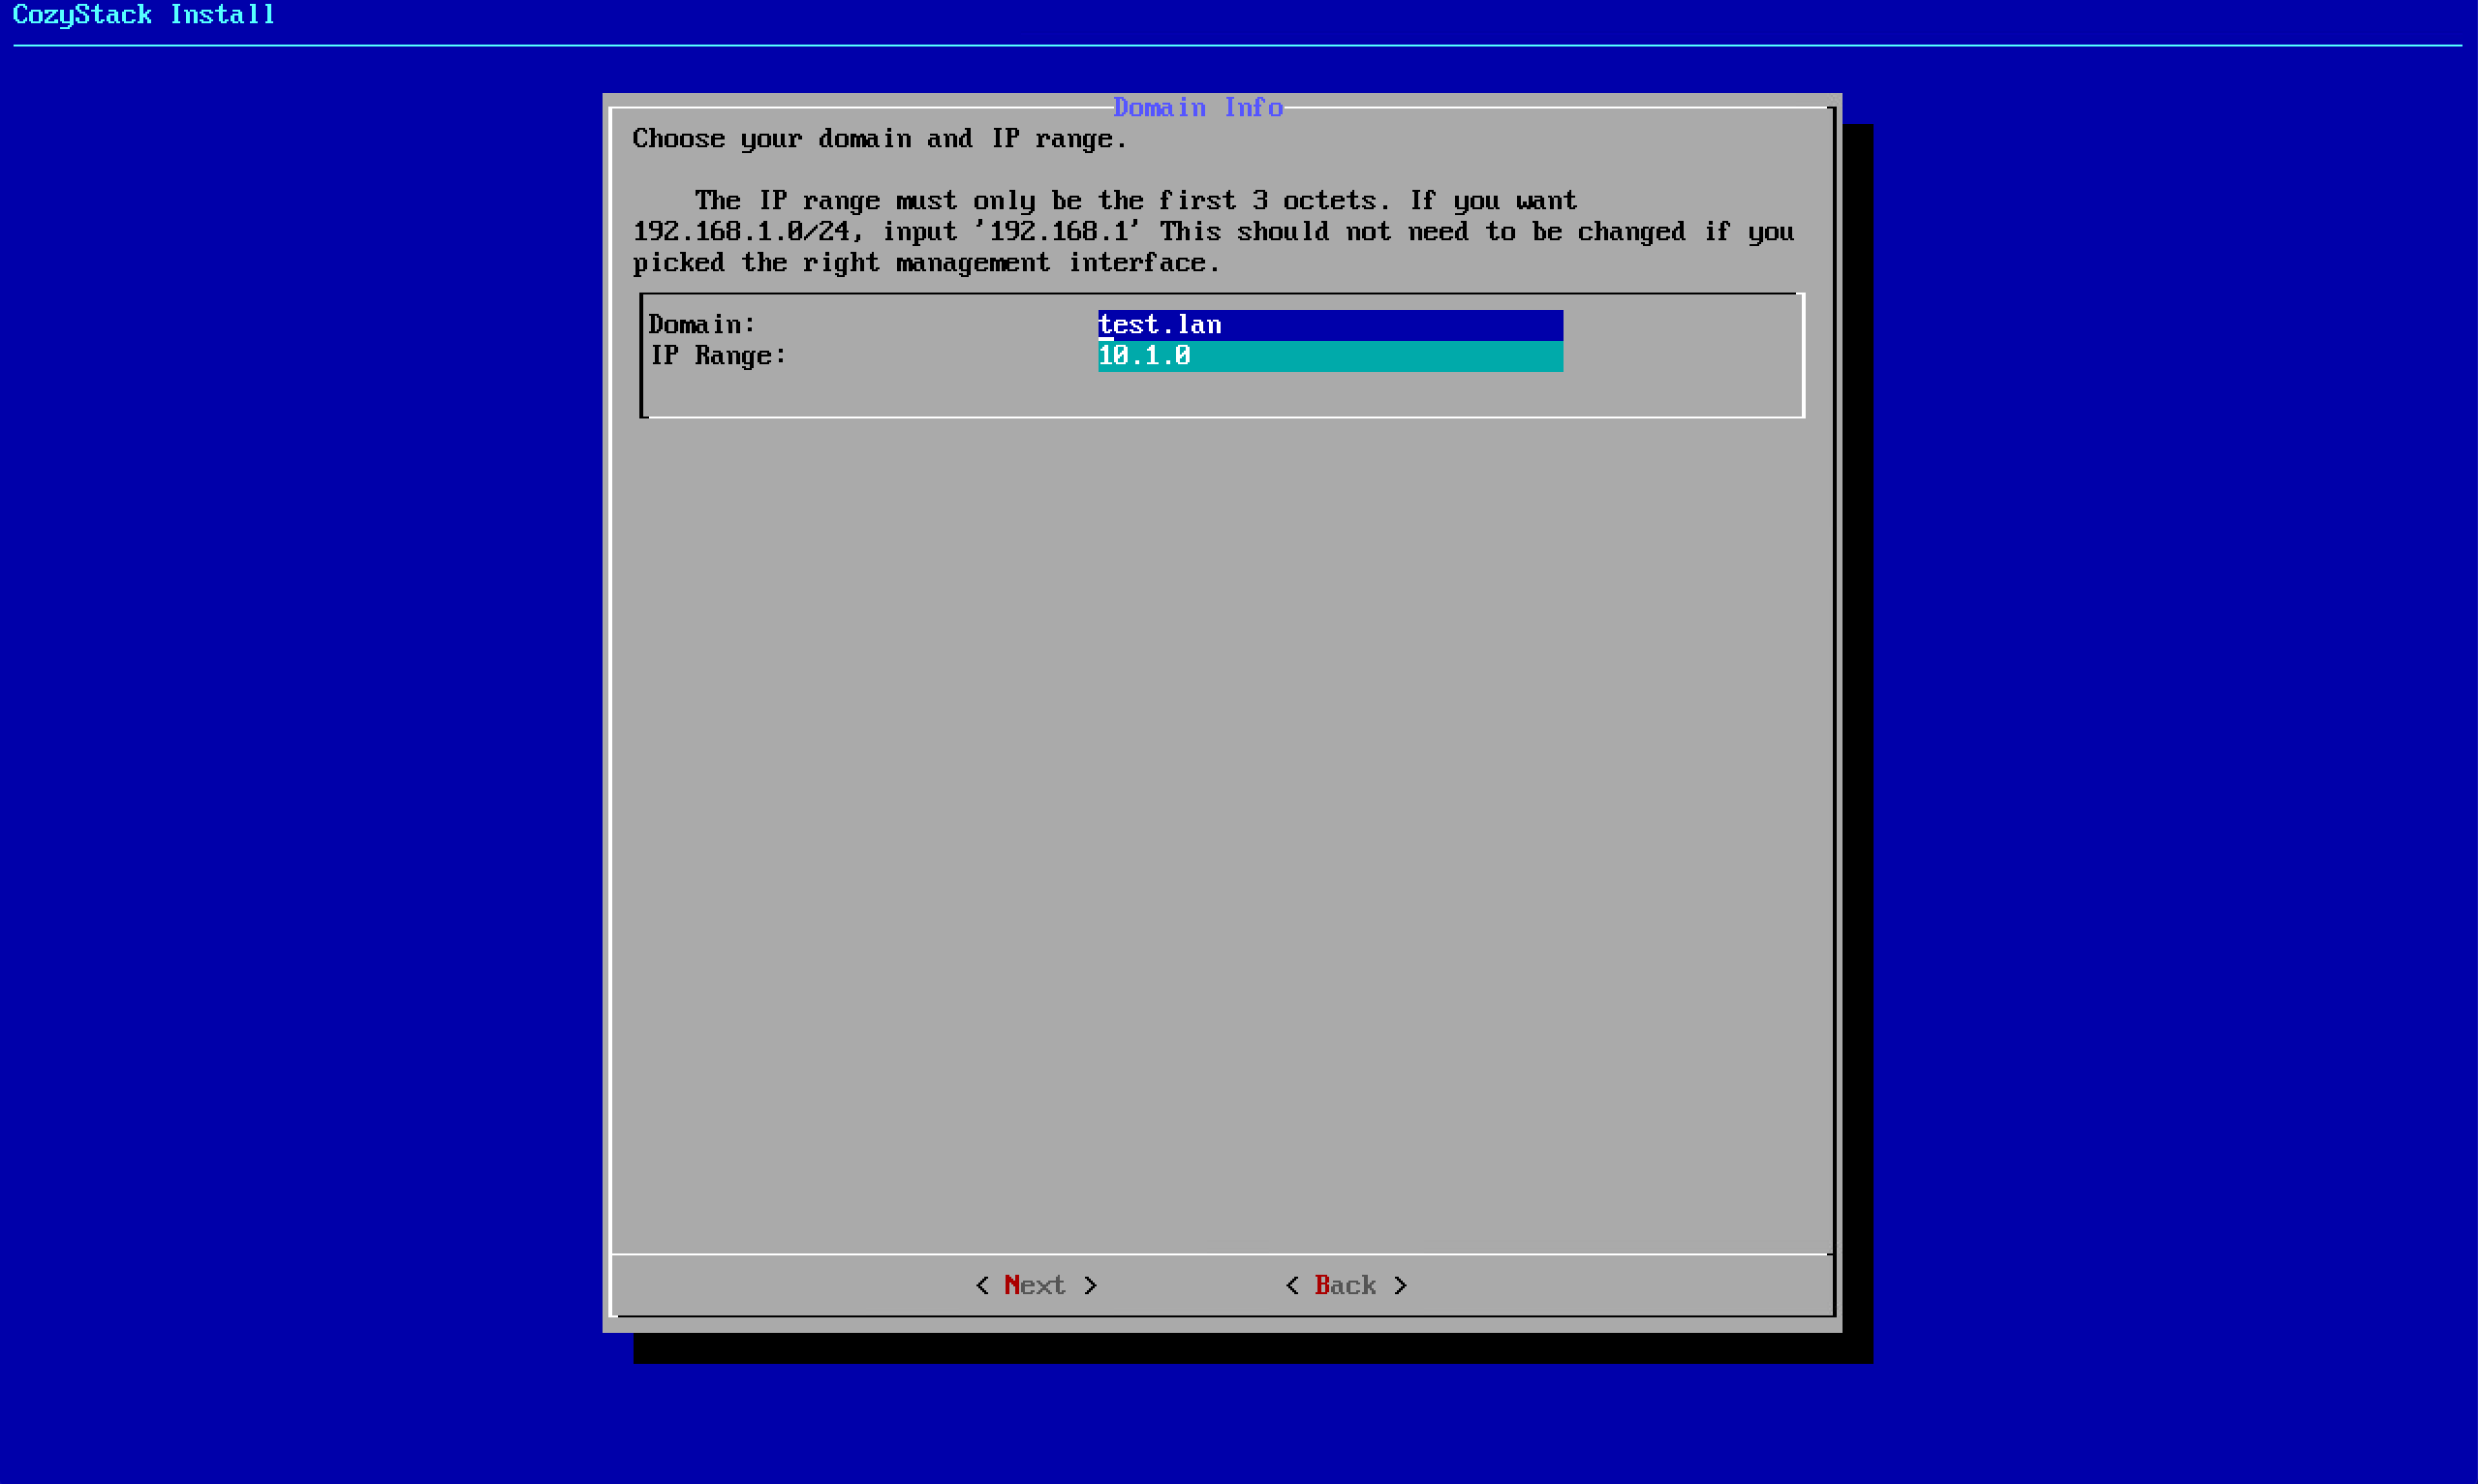 CozyStack Install
Domain Info
Choose your domain and IP range.
The IP range must only be the first 3 octets. If you want
192.168.1.0/24, input '192.168.1' This should not need to be changed if you
picked the right management interface.
Domain: test.lan
IP Range: 10.1.0
< Next > < Back >